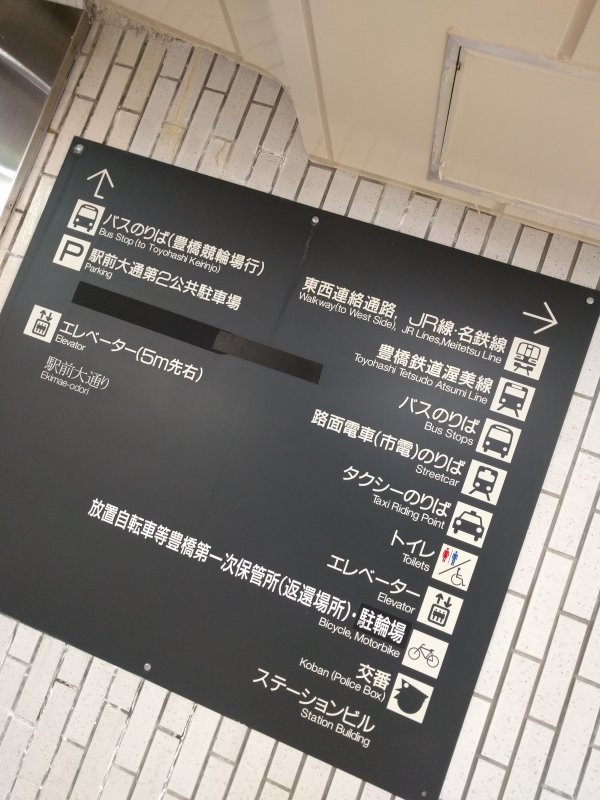 バスのりば(豊橋競輪場行)
Bus Stop (to Toyohashi Keirinjo)
P 駅前大通第2公共駐車場
Parking
エレベーター(5m先右)
Elevator
駅前大通り
Ekimae-odori
東西連絡通路, JR線・名鉄線
Walkway(to West Side), JR Lines,Meitetsu Line
豊橋鉄道渥美線
Toyohashi Tetsudo Atsumi Line
バスのりば
Bus Stops
路面電車(市電)のりば
Streetcar
タクシーのりば
Taxi Riding Point
トイレ
Toilets
エレベーター
Elevator
放置自転車等豊橋第一次保管所(返還場所)・駐輪場
Bicycle, Motorbike
交番
Koban (Police Box)
ステーションビル
Station Building